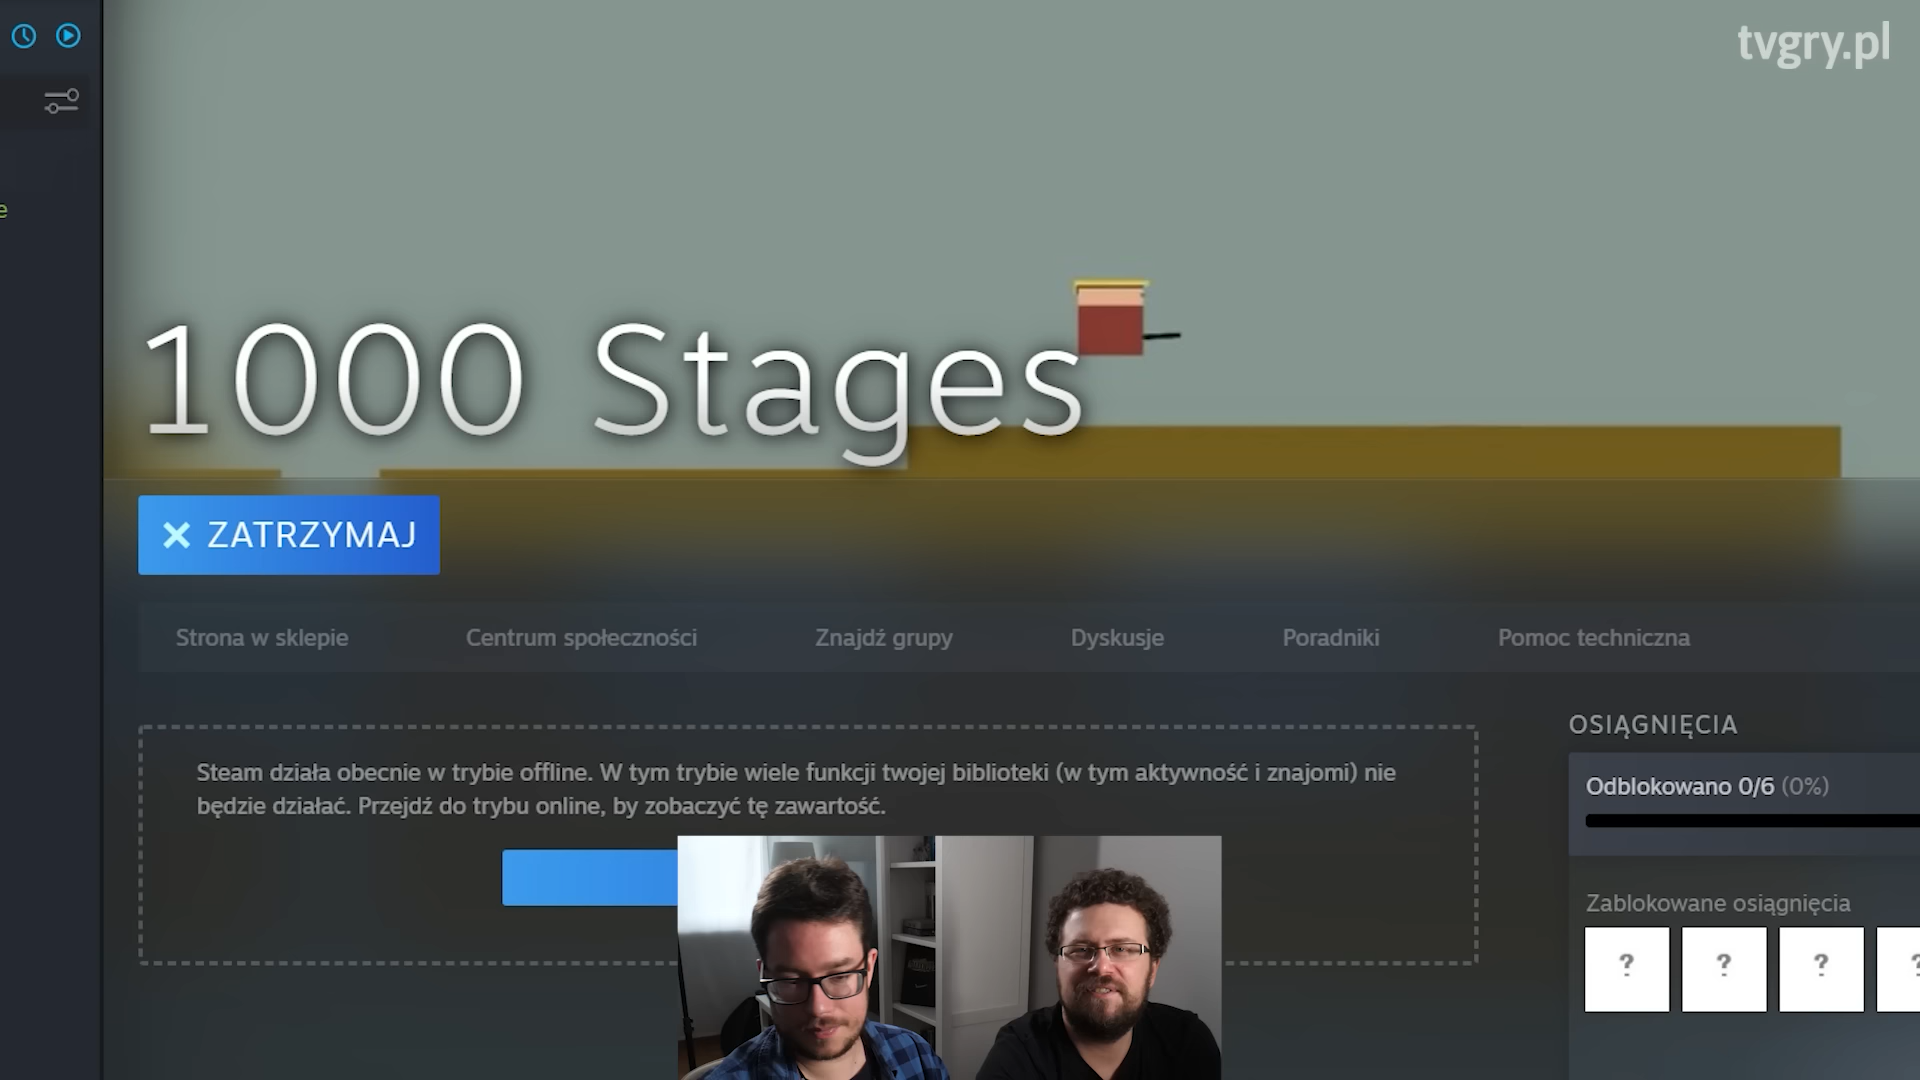 tvgry.pl
e
1000 Stages
ZATRZYMAJ
Strona w sklepie
Centrum społeczności
Znajdź grupy
Dyskusje
Poradniki
Pomoc techniczna
OSIĄGNIĘCIA
Steam działa obecnie w trybie offline. W tym trybie wiele funkcji twojej biblioteki (w tym aktywność i znajomi) nie
będzie działać. Przejdź do trybu online, by zobaczyć tę zawartość.
Odblokowano 0/6 (0%)
Zablokowane osiągnięcia
? ? ? ?